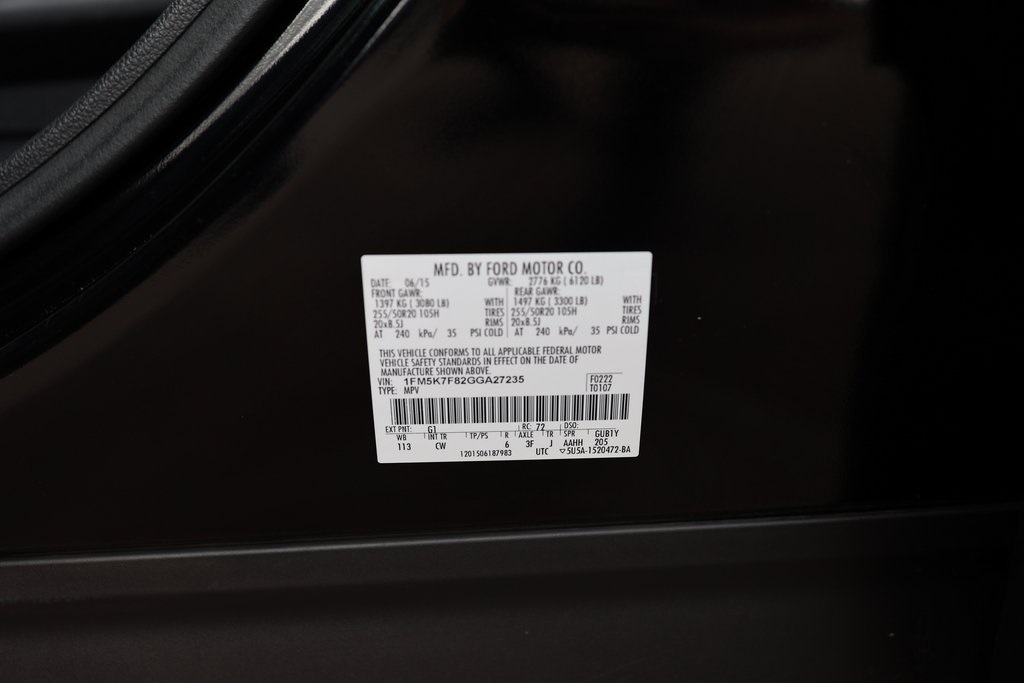 MFD. BY FORD MOTOR CO.
DATE: 06/15 GVWR: 2776 KG ( 6120 LB)
FRONT GAWR: REAR GAWR:
1397 KG ( 3080 LB) WITH 1497 KG ( 3300 LB) WITH
255/50R20 105H TIRES 255/50R20 105H TIRES
20x8.5J RIMS 20x8.5J RIMS
AT 240 kPa/ 35 PSI COLD AT 240 kPa/ 35 PSI COLD
THIS VEHICLE CONFORMS TO ALL APPLICABLE FEDERAL MOTOR
VEHICLE SAFETY STANDARDS IN EFFECT ON THE DATE OF
MANUFACTURE SHOWN ABOVE.
VIN: 1FM5K7F82GGA27235 F0222
TYPE: MPV T0107
EXT PNT: G1 RC: 72 DSO:
WB INT TR TP/PS R AXLE TR SPR GUB1Y
113 CW 6 3F J AAHH 205
1201506187983 UTC ▽5U5A-1520472-BA